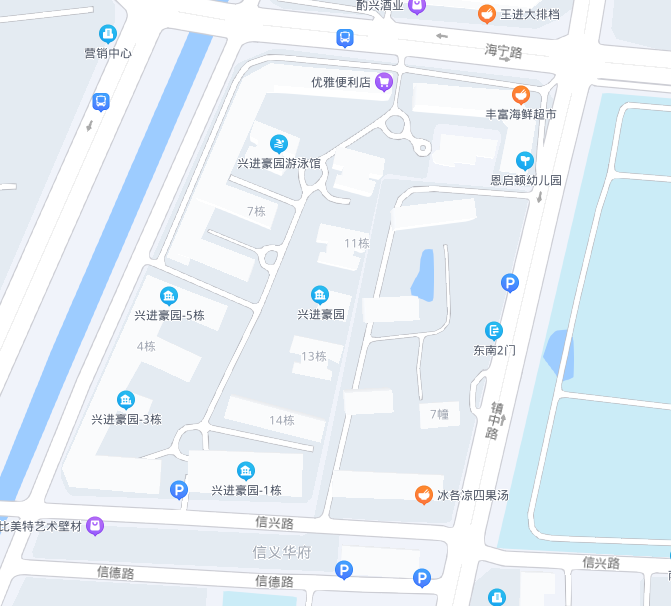 酌兴酒业
王进大排档
营销中心
海宁路
优雅便利店
丰富海鲜超市
兴进豪园游泳馆
恩启顿幼儿园
7栋
11栋
P
兴进豪园-5栋
兴进豪园
东南2门
4栋
13栋
兴进豪园-3栋
14栋
7幢
镇中路
兴进豪园-1栋
P
冰各凉四果汤
比美特艺术壁材
信兴路
信义华府
信兴路
信德路
信德路
P
P